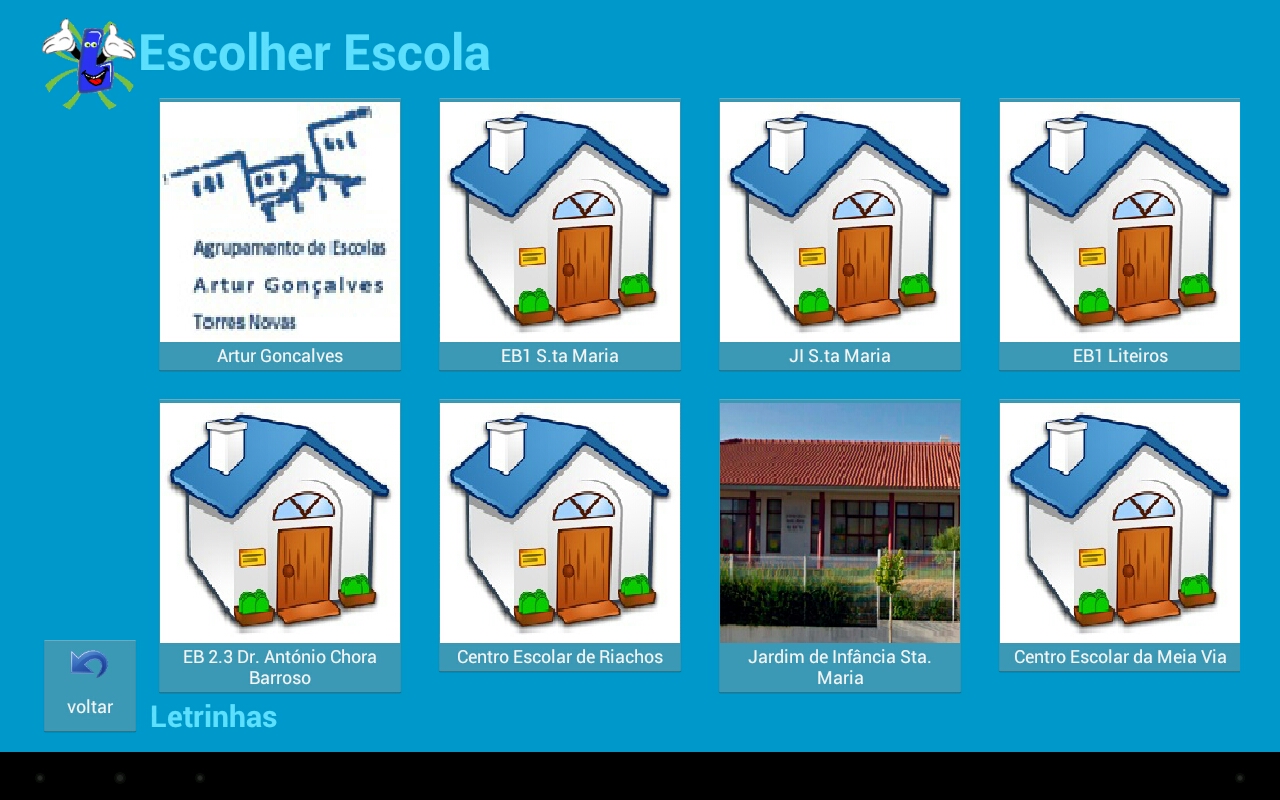 Escolher Escola
Agrupamento de Escolas
Artur Gonçalves
Torres Novas
Artur Goncalves
EB1 S.ta Maria
JI S.ta Maria
EB1 Liteiros
EB 2.3 Dr. António Chora
Barroso
Centro Escolar de Riachos
Jardim de Infância Sta.
Maria
Centro Escolar da Meia Via
voltar
Letrinhas